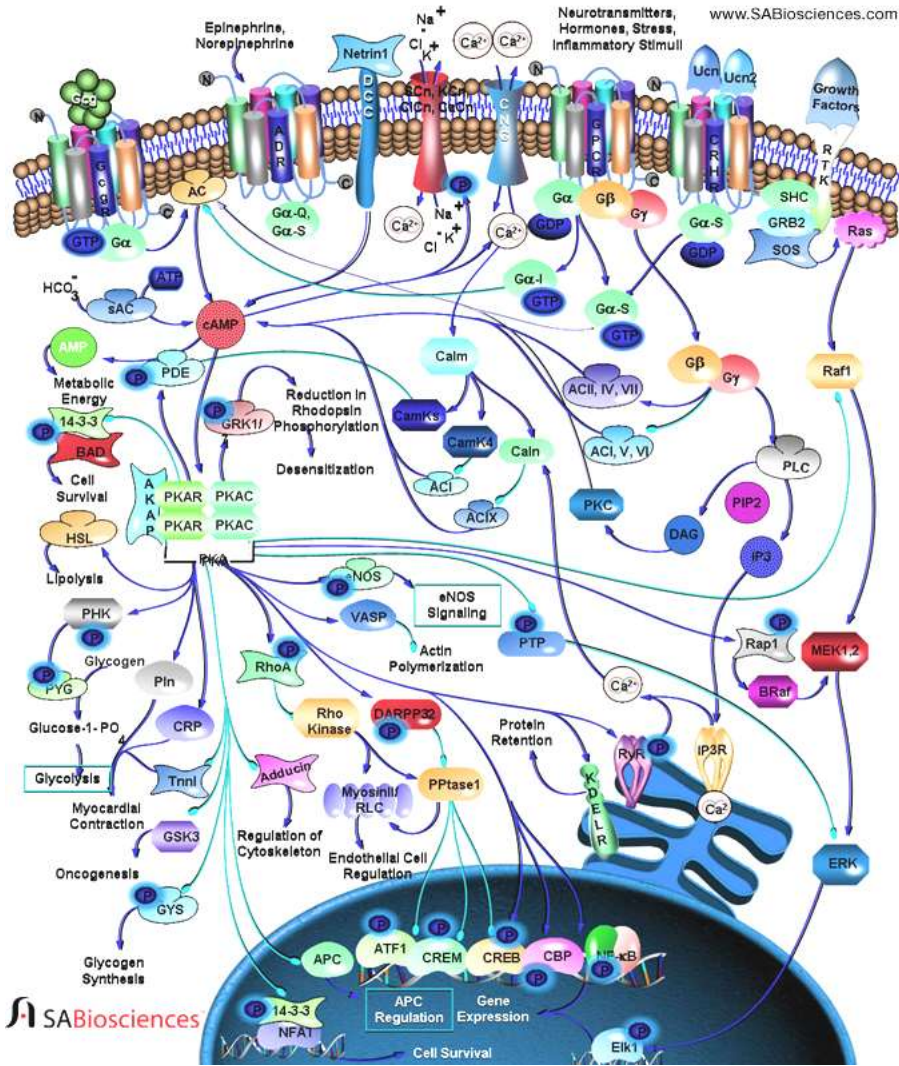 www.SABiosciences.com
Epinephrine,
Norepinephrine
Na+
Cl-
K+
Ca2+
Ca2+
Neurotransmitters,
Hormones, Stress,
Inflammatory Stimuli
Netrin1
Ucn
Ucn2
Growth
Factors
Gcg
N
N
N
N
DCC
SCn, KCn
ClCn, CaCn
CNG
ADR
GcgR
GPCR
CRHR
RTK
C
C
C
C
AC
P
GTP
Gα
Gα-Q,
Gα-S
Ca2+
Na+
Cl-
K+
Ca2+
Gα
GDP
Gβ
Gγ
Gα-S
GDP
SHC
GRB2
SOS
Ras
HCO3-
ATP
sAC
cAMP
Gα-I
GTP
Gα-S
GTP
AMP
P
PDE
Calm
Gβ
Gγ
Raf1
Metabolic
Energy
P
GRK1/
Reduction in
Rhodopsin
Phosphorylation
ACII, IV, VII
P
14-3-3
BAD
CamKs
CamK4
Caln
ACI, V, VI
PLC
Cell
Survival
AKAP
PKAR
PKAC
PKAR
PKAC
Desensitization
ACI
ACIX
PKC
PIP2
DAG
IP3
HSL
PKA
Lipolysis
P
eNOS
eNOS
Signaling
PHK
P
VASP
P
PTP
Actin
Polymerization
P
Rap1
MEK1,2
P
PYG
Glycogen
Pln
P
RhoA
BRaf
Ca2+
Glucose-1-PO4
CRP
Rho
Kinase
DARPP32
P
Protein
Retention
RyR
P
IP3R
Glycolysis
TnnI
Adducin
MyosinII/
RLC
PPtase1
KDELR
Ca2
Myocardial
Contraction
GSK3
Regulation of
Cytoskeleton
Endothelial Cell
Regulation
ERK
Oncogenesis
P
GYS
Glycogen
Synthesis
APC
P
ATF1
P
CREM
P
CREB
P
CBP
P
NF-κB
APC
Regulation
Gene
Expression
SABiosciences
P
14-3-3
NFAT
Cell Survival
P
Elk1